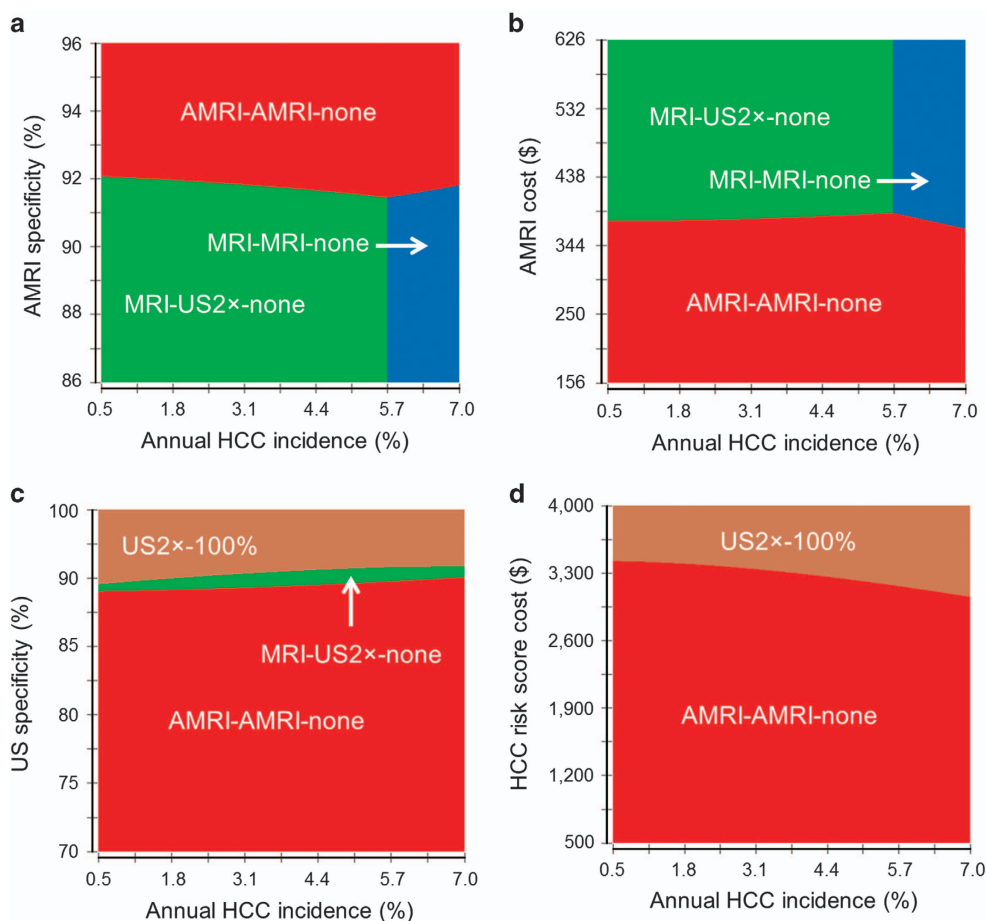 a
AMRI specificity (%)
96
94
92
90
88
86
AMRI-AMRI-none
MRI-MRI-none
MRI-US2×-none
0.5 1.8 3.1 4.4 5.7 7.0
Annual HCC incidence (%)
b
AMRI cost ($)
626
532
438
344
250
156
MRI-US2×-none
MRI-MRI-none
AMRI-AMRI-none
0.5 1.8 3.1 4.4 5.7 7.0
Annual HCC incidence (%)
c
US specificity (%)
100
90
85
80
75
70
US2×-100%
MRI-US2×-none
AMRI-AMRI-none
0.5 1.8 3.1 4.4 5.7 7.0
Annual HCC incidence (%)
d
HCC risk score cost ($)
4,000
3,300
2,600
1,900
1,200
500
US2×-100%
AMRI-AMRI-none
0.5 1.8 3.1 4.4 5.7 7.0
Annual HCC incidence (%)